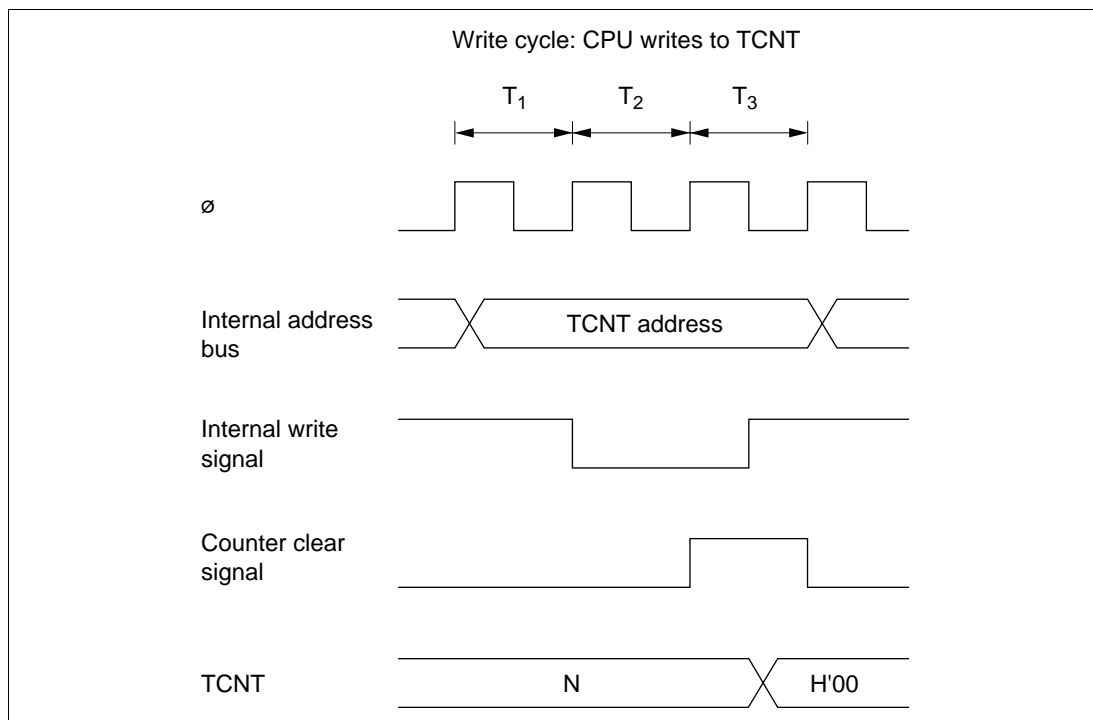 Write cycle: CPU writes to TCNT
T1 T2 T3
ø
Internal address
bus
TCNT address
Internal write
signal
Counter clear
signal
TCNT N H'00